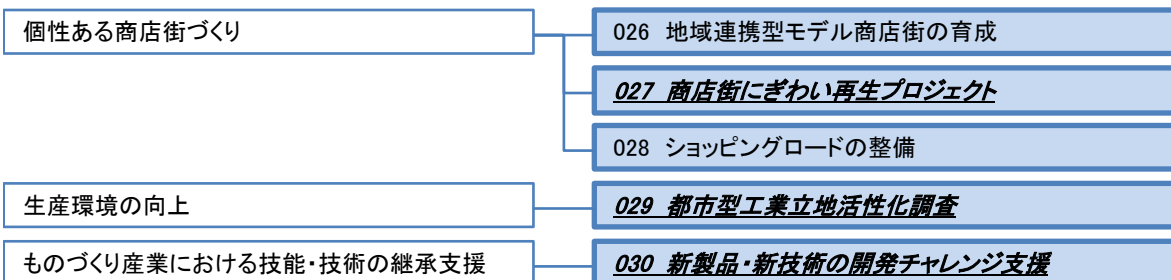 個性ある商店街づくり
026 地域連携型モデル商店街の育成
027 商店街にぎわい再生プロジェクト
028 ショッピングロードの整備
生産環境の向上
029 都市型工業立地活性化調査
ものづくり産業における技能・技術の継承支援
030 新製品・新技術の開発チャレンジ支援